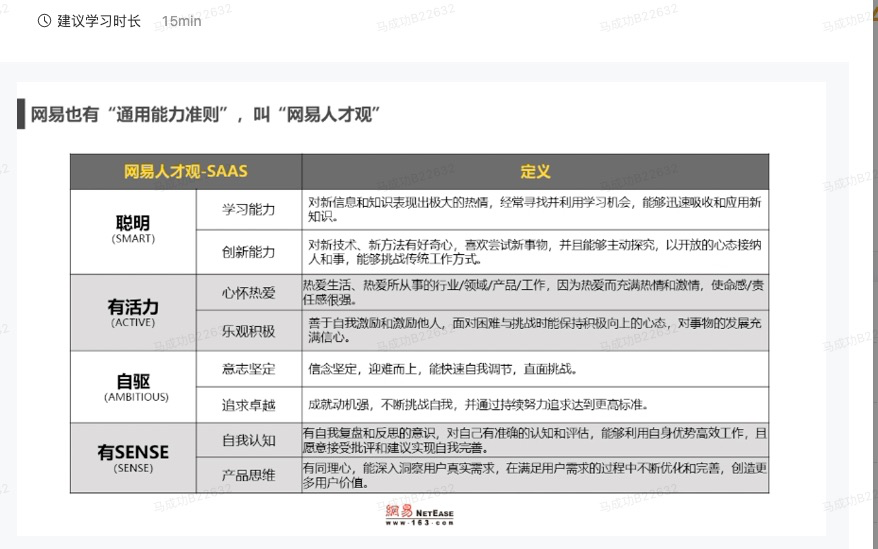 建议学习时长 15min
网易也有“通用能力准则”，叫“网易人才观”
网易人才观-SAAS 定义
聪明
(SMART)
学习能力
对新信息和知识表现出极大的热情，经常寻找并利用学习机会，能够迅速吸收和应用新
知识。
创新能力
对新技术、新方法有好奇心，喜欢尝试新事物，并且能够主动探究，以开放的心态接纳
人和事，能够挑战传统工作方式。
有活力
(ACTIVE)
心怀热爱
热爱生活、热爱所从事的行业/领域/产品/工作，因为热爱而充满热情和激情，使命感/责
任感很强。
乐观积极
善于自我激励和激励他人，面对困难与挑战时能保持积极向上的心态，对事物的发展充
满信心。
自驱
(AMBITIOUS)
意志坚定
信念坚定，迎难而上，能快速自我调节，直面挑战。
追求卓越
成就动机强，不断挑战自我，并通过持续努力追求达到更高标准。
有SENSE
(SENSE)
自我认知
有自我复盘和反思的意识，对自己有准确的认知和评估，能够利用自身优势高效工作，且
愿意接受批评和建议实现自我完善。
产品思维
有同理心，能深入洞察用户真实需求，在满足用户需求的过程中不断优化和完善，创造更
多用户价值。
網易 NETEASE
www.163.com
马成功B22632